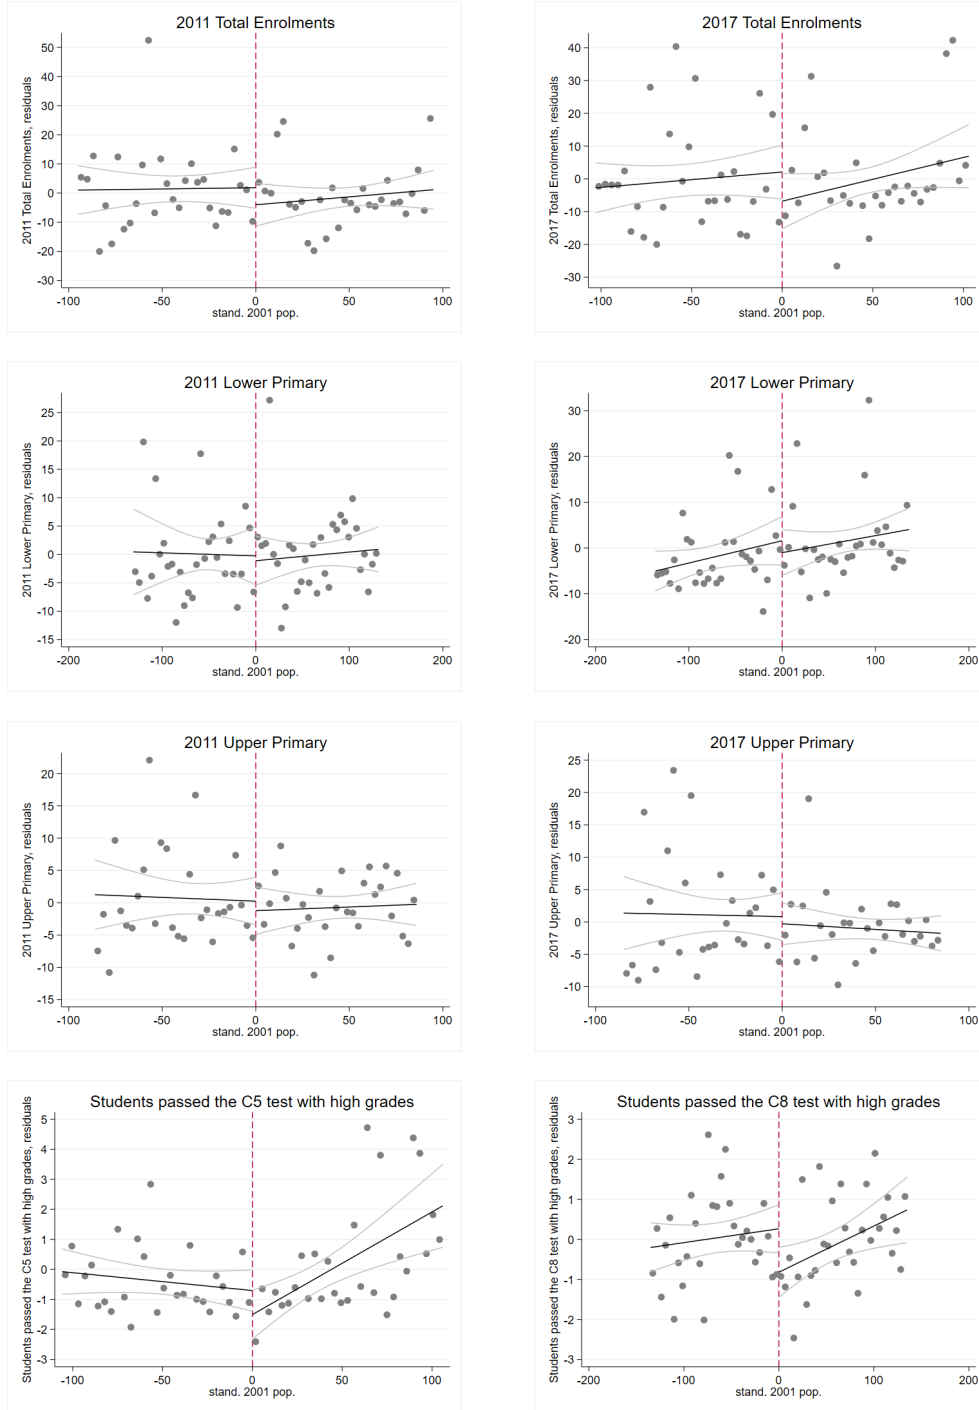 2011 Total Enrolments
2011 Total Enrolments, residuals
50
40
30
20
10
0
-10
-20
-30
-100 -50 0 50 100
stand. 2001 pop.
2017 Total Enrolments
2017 Total Enrolments, residuals
40
30
20
10
0
-10
-20
-30
-100 -50 0 50 100
stand. 2001 pop.
2011 Lower Primary
2011 Lower Primary, residuals
25
20
15
10
5
0
-5
-10
-15
-200 -100 0 100 200
stand. 2001 pop.
2017 Lower Primary
2017 Lower Primary, residuals
30
20
10
0
-10
-20
-200 -100 0 100 200
stand. 2001 pop.
2011 Upper Primary
2011 Upper Primary, residuals
20
15
10
5
0
-5
-10
-15
-100 -50 0 50 100
stand. 2001 pop.
2017 Upper Primary
2017 Upper Primary, residuals
25
20
15
10
5
0
-5
-10
-100 -50 0 50 100
stand. 2001 pop.
Students passed the C5 test with high grades
Students passed the C5 test with high grades, residuals
5
4
3
2
1
0
-1
-2
-3
-100 -50 0 50 100
stand. 2001 pop.
Students passed the C8 test with high grades
Students passed the C8 test with high grades, residuals
3
2
1
0
-1
-2
-3
-200 -100 0 100 200
stand. 2001 pop.